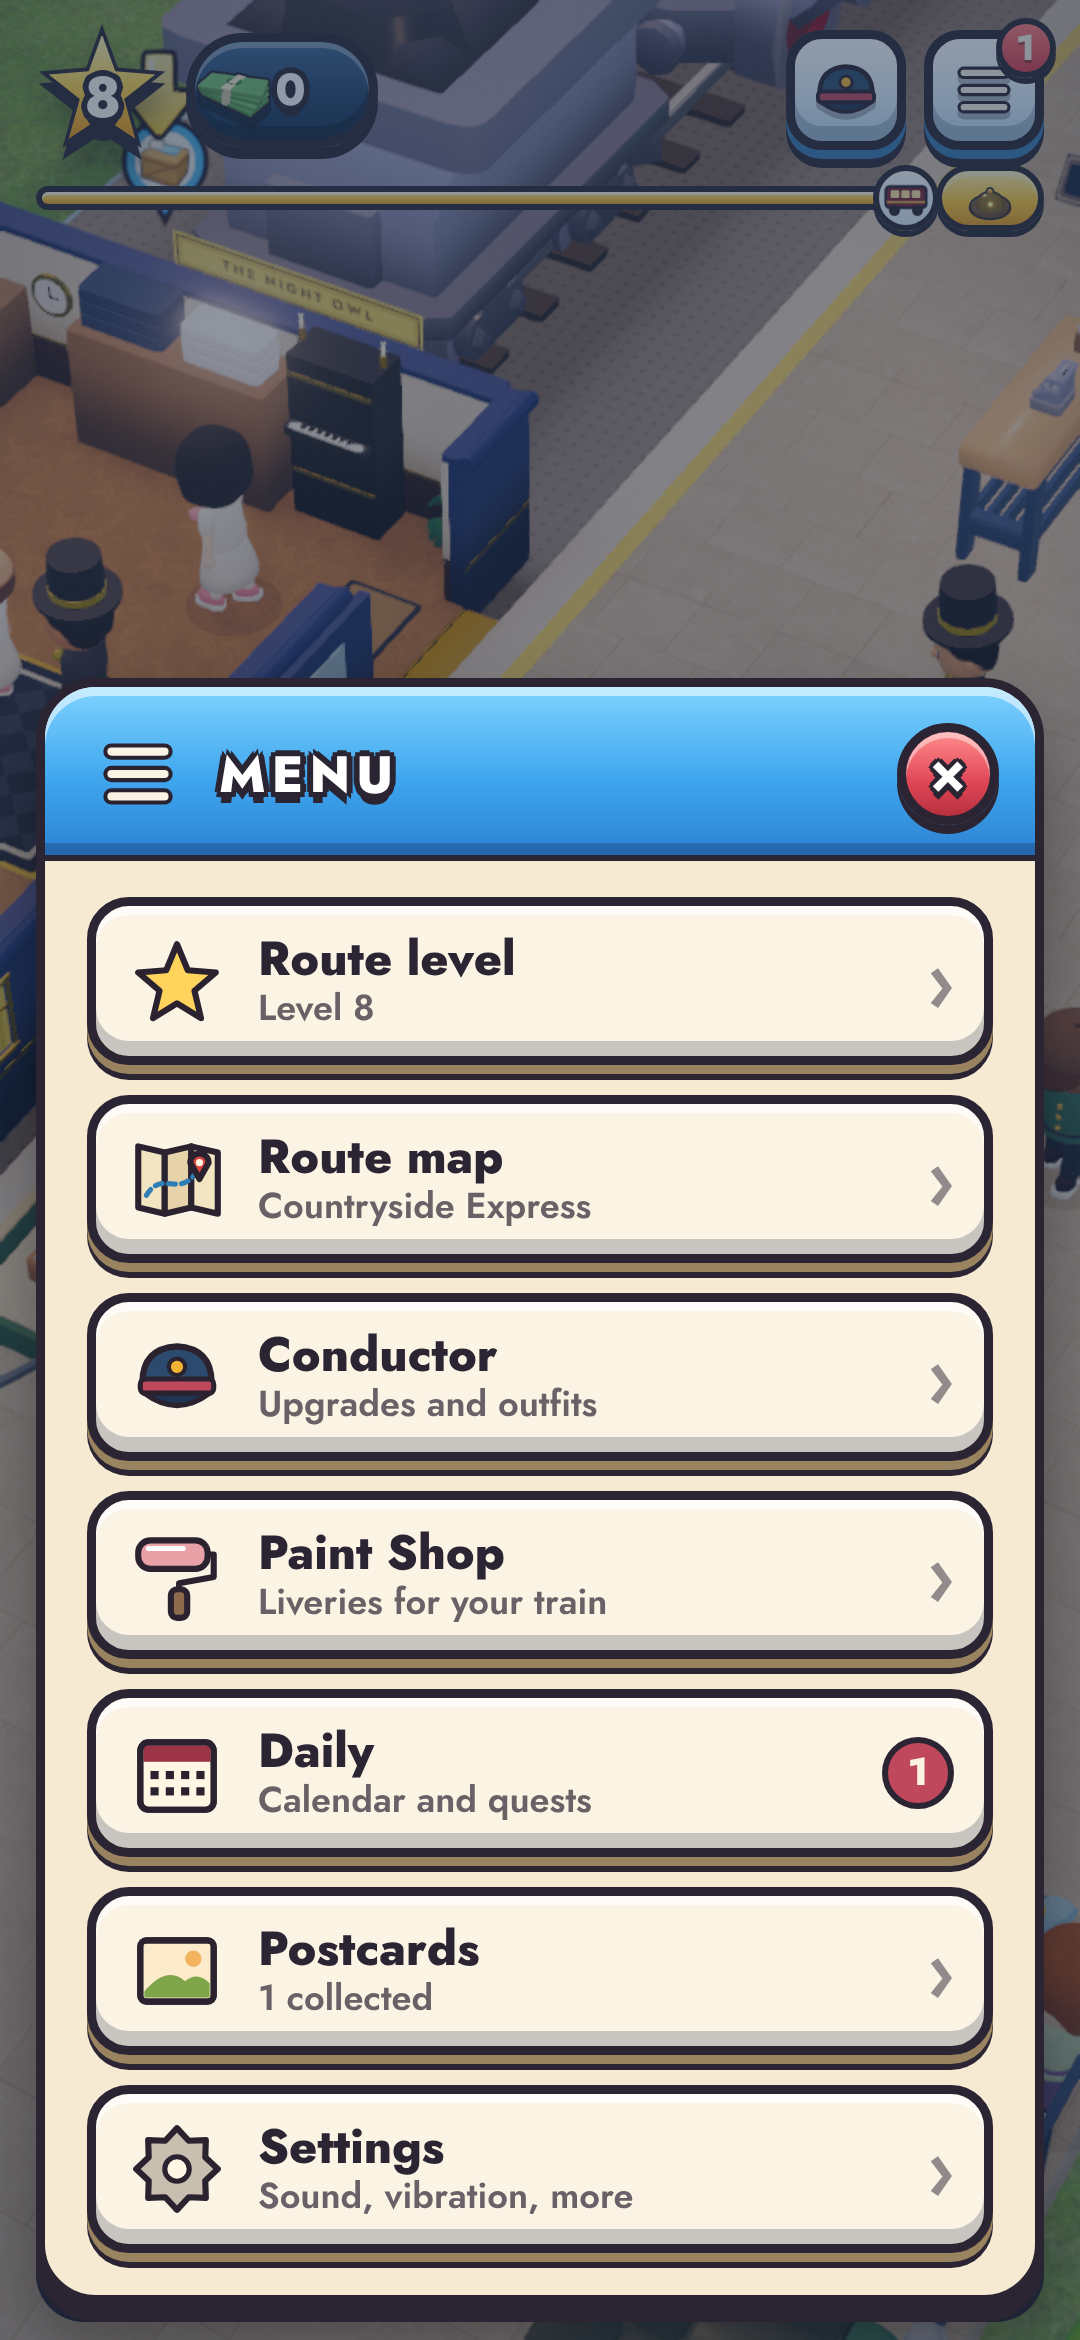 8
0
1
THE NIGHT OWL
MENU
Route level
Level 8
Route map
Countryside Express
Conductor
Upgrades and outfits
Paint Shop
Liveries for your train
Daily
Calendar and quests
1
Postcards
1 collected
Settings
Sound, vibration, more